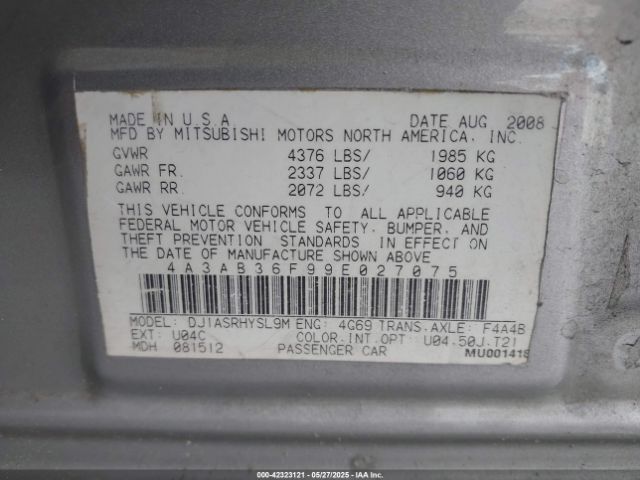 MADE IN U.S.A. DATE AUG 2008
MFD BY MITSUBISHI MOTORS NORTH AMERICA, INC.
GVWR 4376 LBS/ 1985 KG
GAWR FR. 2337 LBS/ 1060 KG
GAWR RR. 2072 LBS/ 940 KG
THIS VEHICLE CONFORMS TO ALL APPLICABLE
FEDERAL MOTOR VEHICLE SAFETY, BUMPER, AND
THEFT PREVENTION STANDARDS IN EFFECT ON
THE DATE OF MANUFACTURE SHOWN ABOVE
4A3AB36F99E027075
MODEL: DJ1ASRHYSL9M ENG: 4G69 TRANS.AXLE: F4A4B
EXT: U04C COLOR.INT.OPT: U04.50J.T21
MDH 081512 PASSENGER CAR MU001418
000-42323121 - 05/27/2025 - IAAI.COM